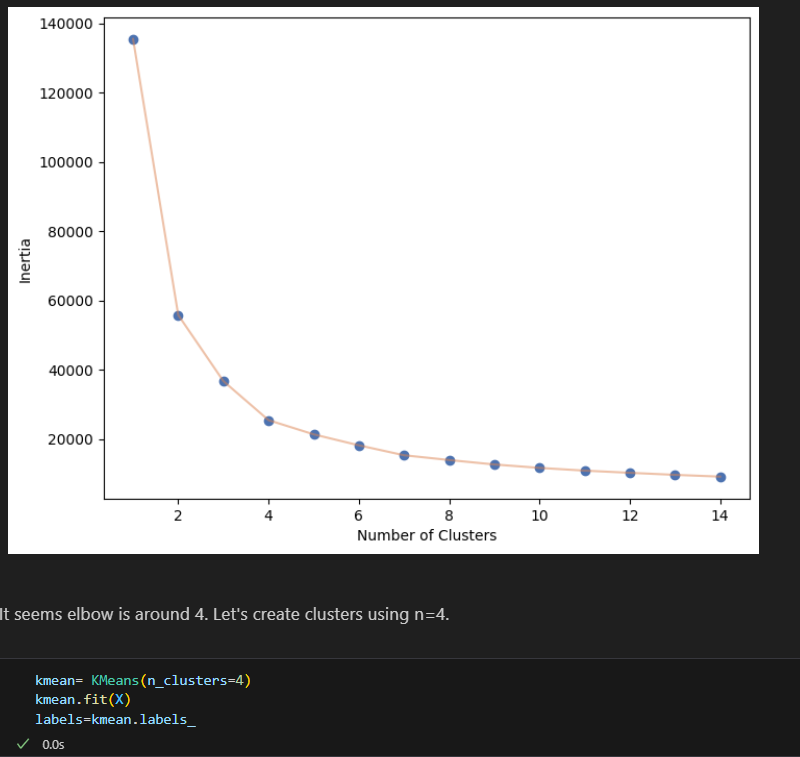 140000
120000
100000
80000
60000
40000
20000
Inertia
2 4 6 8 10 12 14
Number of Clusters
It seems elbow is around 4. Let's create clusters using n=4.
kmean= KMeans(n_clusters=4)
kmean.fit(X)
labels=kmean.labels_
0.0s